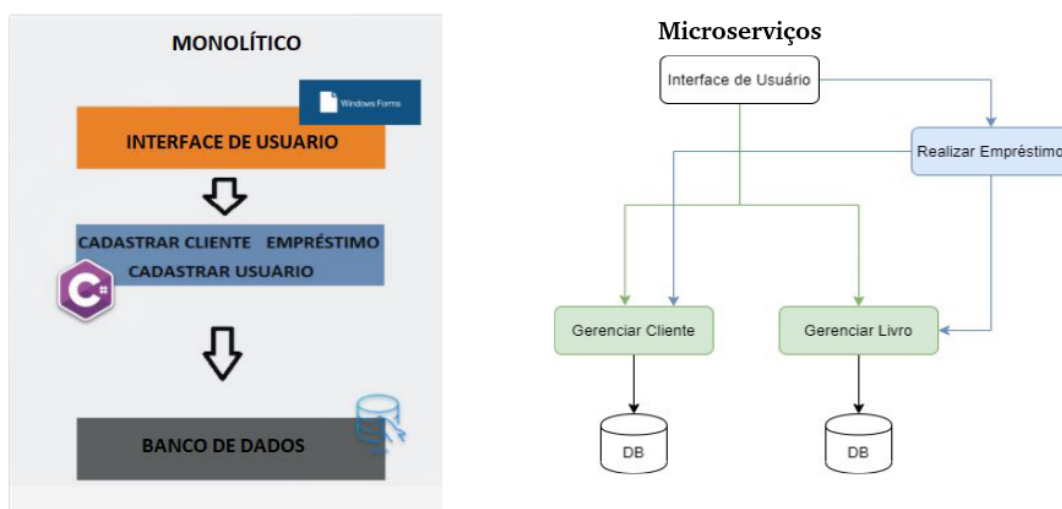 MONOLÍTICO
Windows Forms
INTERFACE DE USUARIO
CADASTRAR CLIENTE EMPRÉSTIMO
CADASTRAR USUÁRIO
C#
BANCO DE DADOS
Microserviços
Interface de Usuário
Realizar Empréstimo
Gerenciar Cliente
Gerenciar Livro
DB
DB